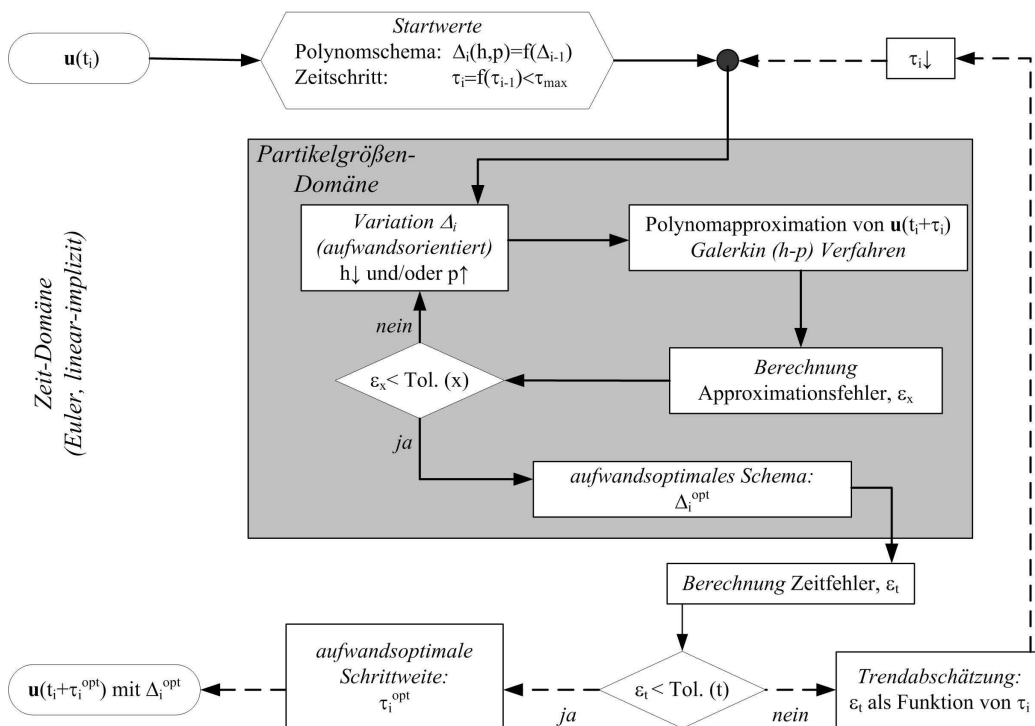 u(tᵢ)
Startwerte
Polynomschema: Δᵢ(h,p)=f(Δᵢ₋₁)
Zeitschritt: τᵢ=f(τᵢ₋₁)<τₘₐₓ
τᵢ↓
Partikelgrößen-
Domäne
Variation Δᵢ
(aufwandsorientiert)
h↓ und/oder p↑
Polynomapproximation von u(tᵢ+τᵢ)
Galerkin (h-p) Verfahren
nein
εₓ< Tol. (x)
Berechnung
Approximationsfehler, εₓ
ja
aufwandsoptimales Schema:
Δᵢᵒᵖᵗ
Zeit-Domäne
(Euler, linear-implizit)
Berechnung Zeitfehler, εₜ
u(tᵢ+τᵢᵒᵖᵗ) mit Δᵢᵒᵖᵗ
aufwandsoptimale
Schrittweite:
τᵢᵒᵖᵗ
ja
εₜ< Tol. (t)
nein
Trendabschätzung:
εₜ als Funktion von τᵢ